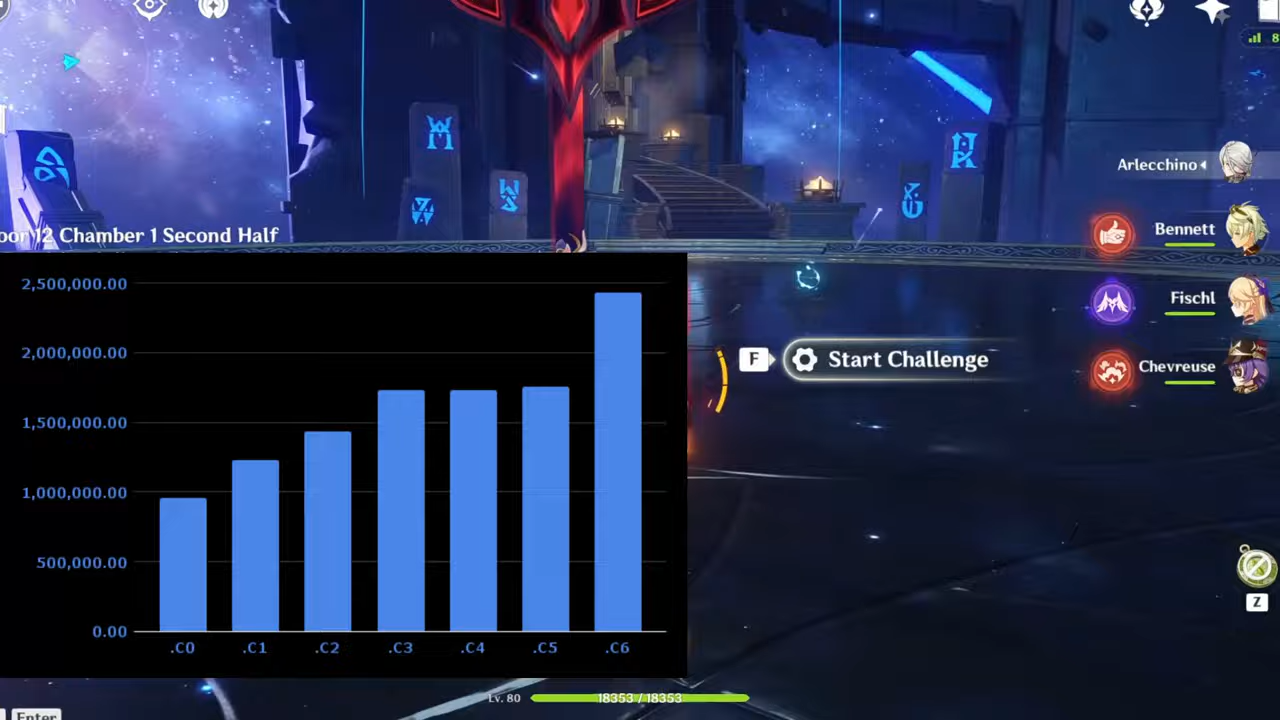 8
Arlecchino
Bennett
Fischl
Chevreuse
oor 12 Chamber 1 Second Half
F
Start Challenge
2,500,000.00
2,000,000.00
1,500,000.00
1,000,000.00
500,000.00
0.00
.C0 .C1 .C2 .C3 .C4 .C5 .C6
Z
Lv. 80 18353 / 18353
Enter